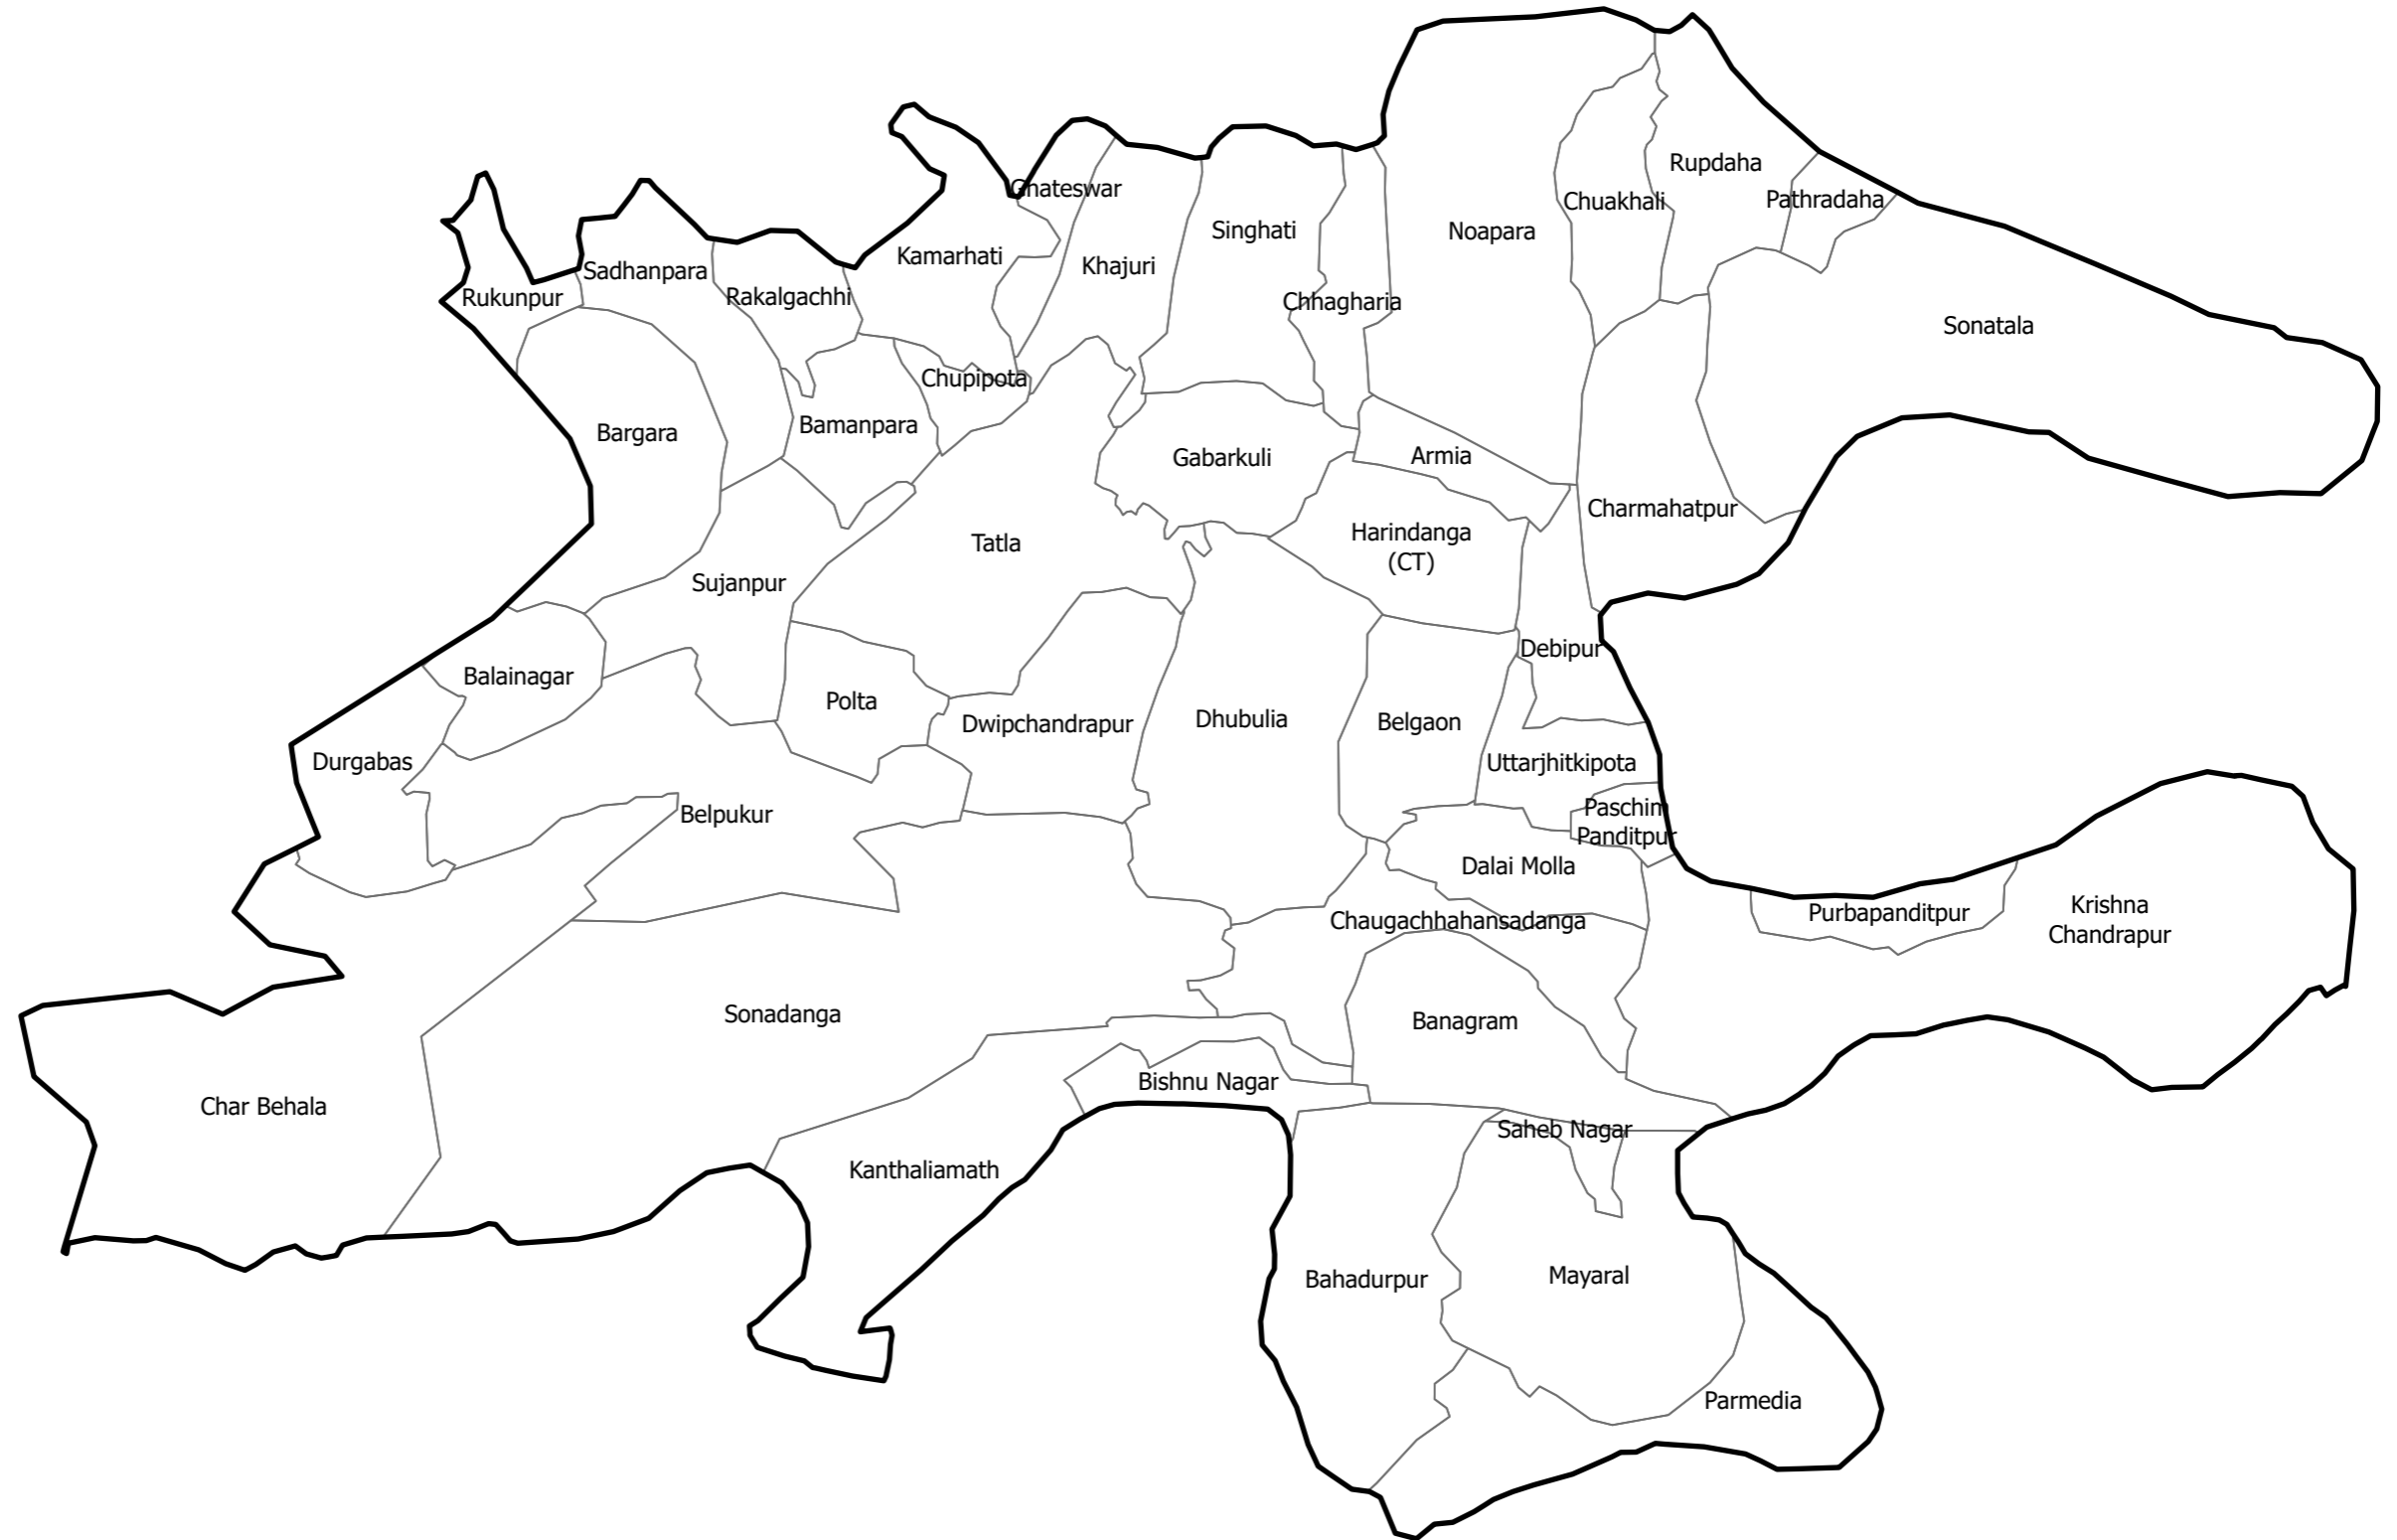 Rupdaha
Ghateswar
Pathradaha
Chuakhali
Singhati
Noapara
Kamarhati
Khajuri
Sadhanpara
Rukunpur
Rakalgachhi
Chhagharia
Sonatala
Chupipota
Bamanpara
Bargara
Gabarkuli
Armia
Charmahatpur
Harindanga
(CT)
Tatla
Sujanpur
Debipur
Balainagar
Polta
Dwipchandrapur
Dhubulia
Belgaon
Durgabas
Uttarjhitkipota
Paschim
Panditpur
Belpukur
Dalai Molla
Chaugachhahansadanga
Purbapanditpur
Krishna
Chandrapur
Sonadanga
Banagram
Bishnu Nagar
Char Behala
Saheb Nagar
Kanthaliamath
Bahadurpur
Mayaral
Parmedia